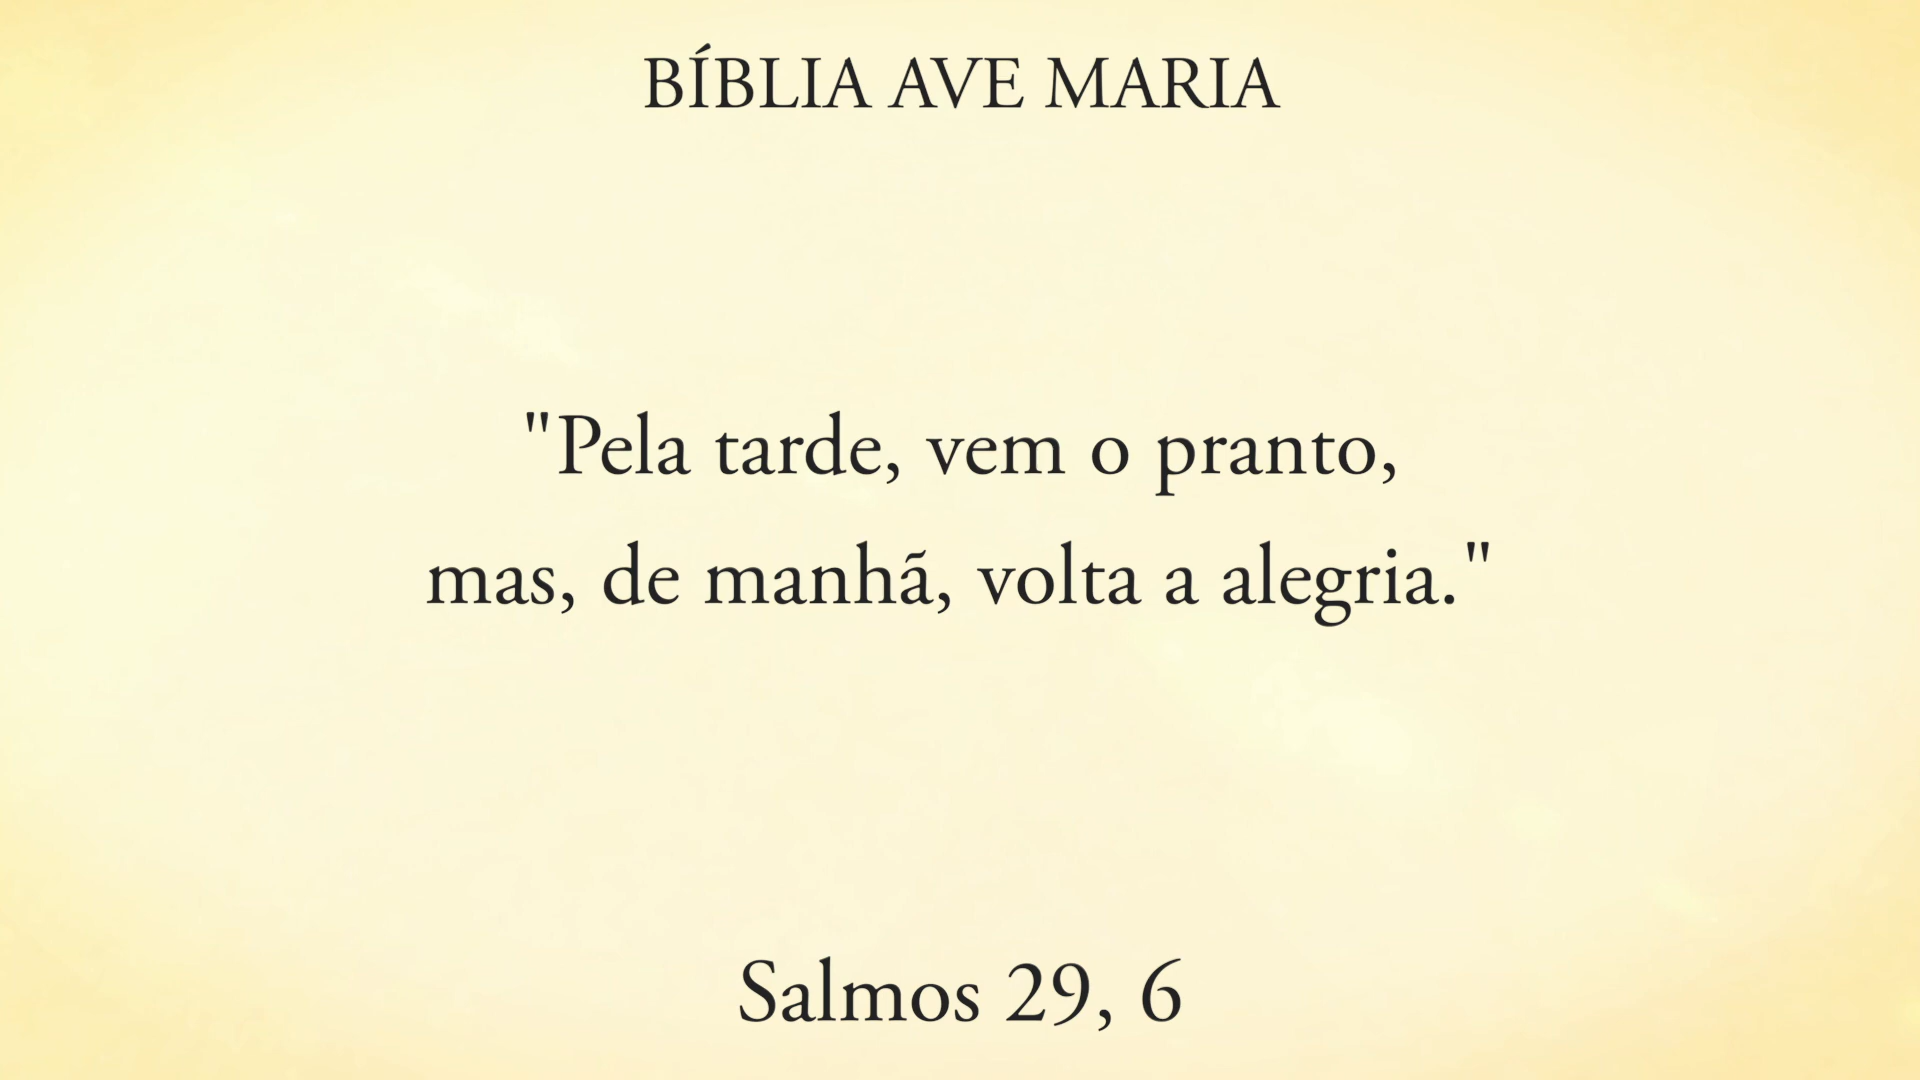 BÍBLIA AVE MARIA
"Pela tarde, vem o pranto,
mas, de manhã, volta a alegria."
Salmos 29, 6